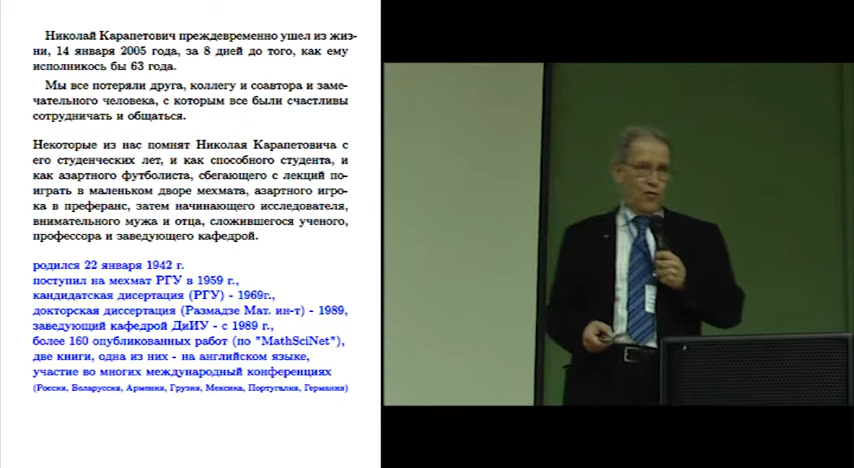 Николай Карапетович преждевременно ушел из жиз-
ни, 14 января 2005 года, за 8 дней до того, как ему
исполникось бы 63 года.
Мы все потеряли друга, коллегу и соавтора и заме-
чательного человека, с которым все были счастливы
сотрудничать и общаться.
Некоторые из нас помнят Николая Карапетовича с
его студенческих лет, и как способного студента, и
как азартного футболиста, сбегающего с лекций по-
играть в маленьком дворе мехмата, азартного игро-
ка в преферанс, затем начинающего исследователя,
внимательного мужа и отца, сложившегося ученого,
профессора и заведующего кафедрой.
родился 22 января 1942 г.
поступил на мехмат РГУ в 1959 г.,
кандидатская дисертация (РГУ) - 1969г.,
докторская диссертация (Размадзе Мат. ин-т) - 1989,
заведующий кафедрой ДиИУ - с 1989 г.,
более 160 опубликованных работ (по "MathSciNet"),
две книги, одна из них - на английском языке,
участие во многих международный конференциях
(Россия, Беларуссия, Армения, Грузия, Мексика, Португалия, Германия)